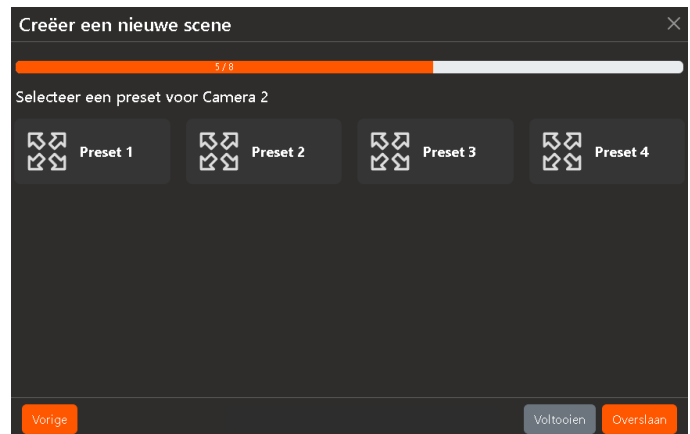 Creëer een nieuwe scene
5 / 8
Selecteer een preset voor Camera 2
Preset 1
Preset 2
Preset 3
Preset 4
Vorige
Voltooien
Overslaan